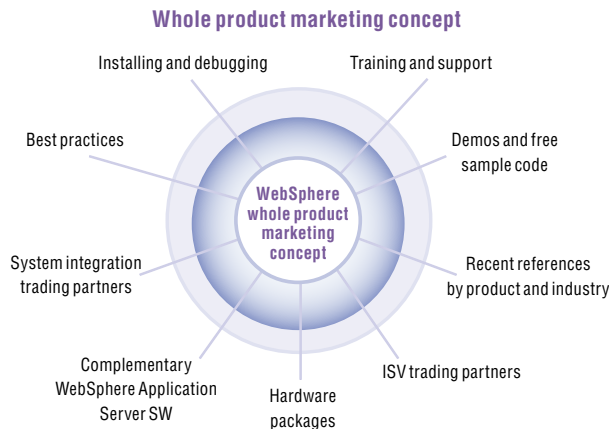 Whole product marketing concept
Installing and debugging
Training and support
Best practices
Demos and free
sample code
WebSphere
whole product
marketing
concept
System integration
trading partners
Recent references
by product and industry
Complementary
WebSphere Application
Server SW
Hardware
packages
ISV trading partners